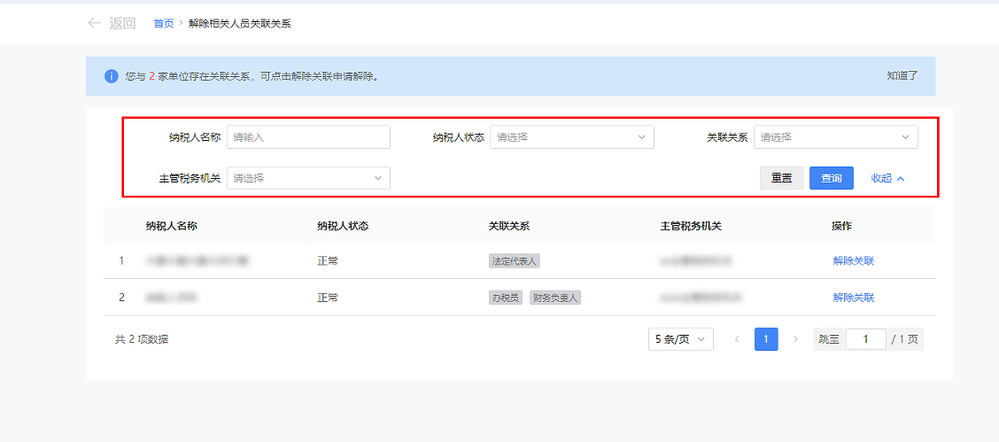 返回 首页 > 解除相关人员关联关系
您与 2 家单位存在关联关系，可点击解除关联申请解除。 知道了
纳税人名称 请输入 纳税人状态 请选择 关联关系 请选择
主管税务机关 请选择 重置 查询 收起
纳税人名称 纳税人状态 关联关系 主管税务机关 操作
1 正常 法定代表人 解除关联
2 正常 办税员 财务负责人 解除关联
共 2 项数据 5 条/页 < 1 > 跳至 1 / 1 页